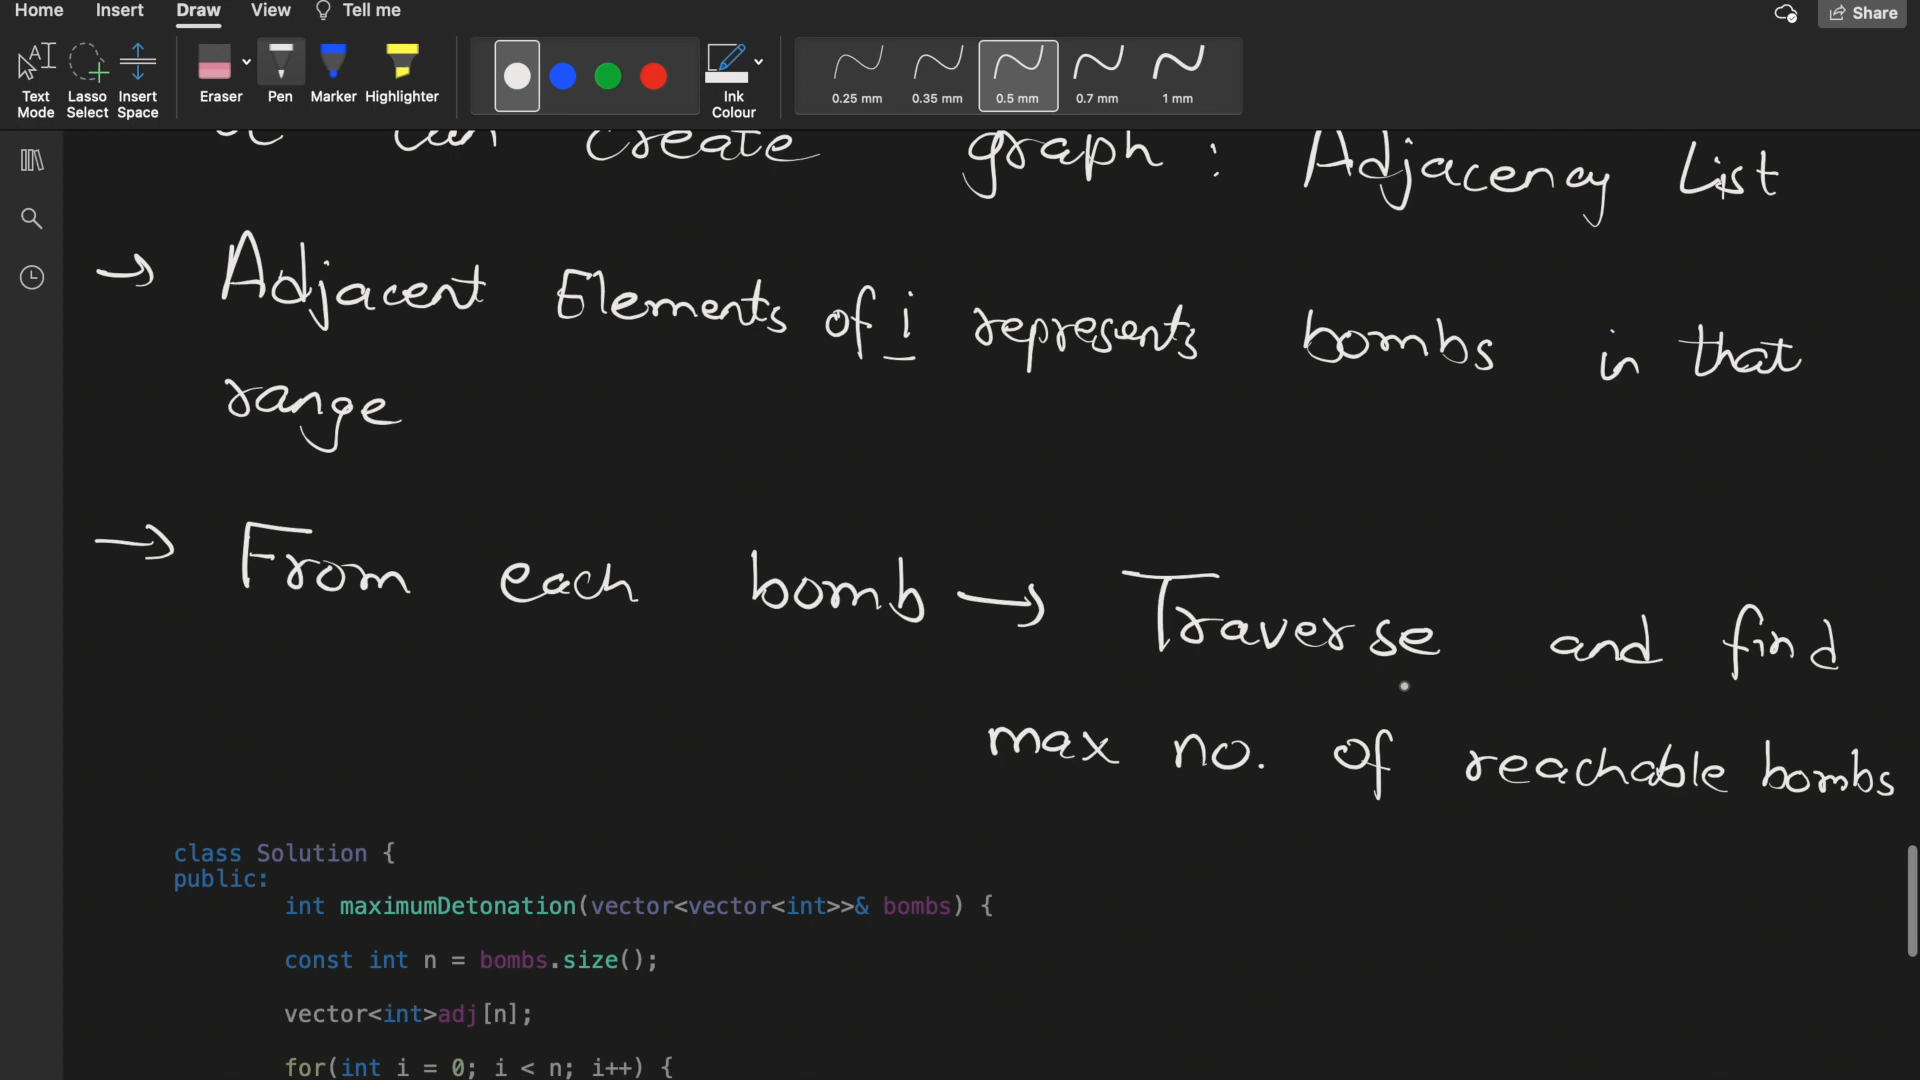 Home Insert Draw View Tell me Share
Text Mode
Lasso Select
Insert Space
Eraser
Pen
Marker
Highlighter
Ink Colour
0.25 mm
0.35 mm
0.5 mm
0.7 mm
1 mm
can create graph : Adjacency List
→ Adjacent Elements of i represents bombs in that
range
→ From each bomb → Traverse and find
max no. of reachable bombs
class Solution {
public:
int maximumDetonation(vector<vector<int>>& bombs) {
const int n = bombs.size();
vector<int>adj[n];
for(int i = 0; i < n; i++) {